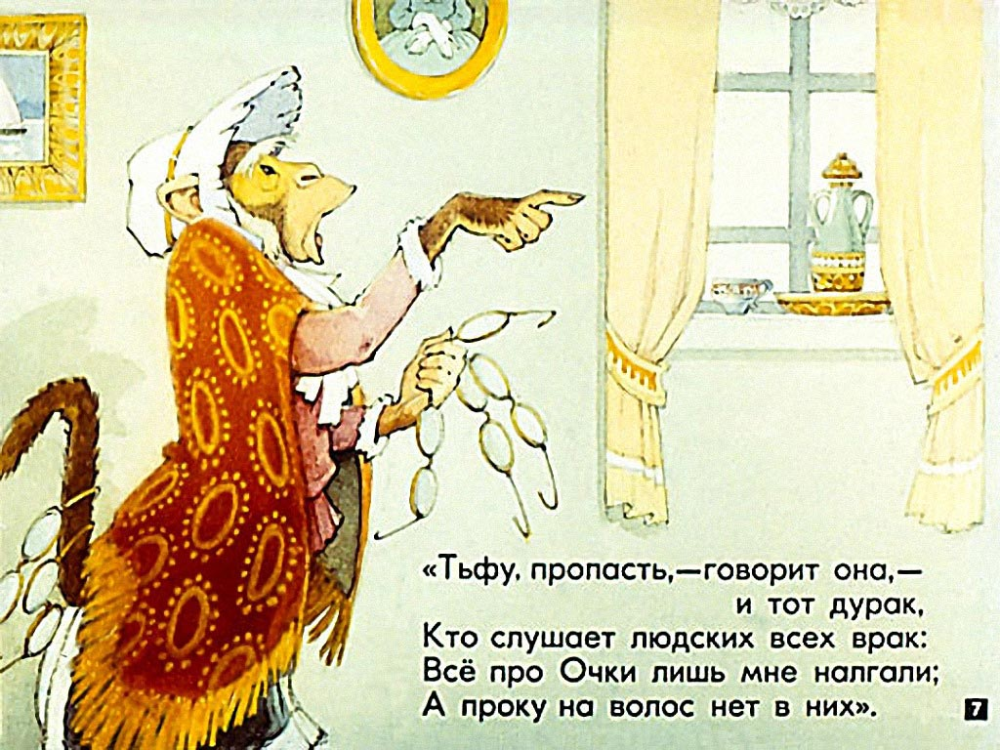 «Тьфу, пропасть,—говорит она,—
и тот дурак,
Кто слушает людских всех врак:
Всё про Очки лишь мне налгали;
А проку на волос нет в них».
7